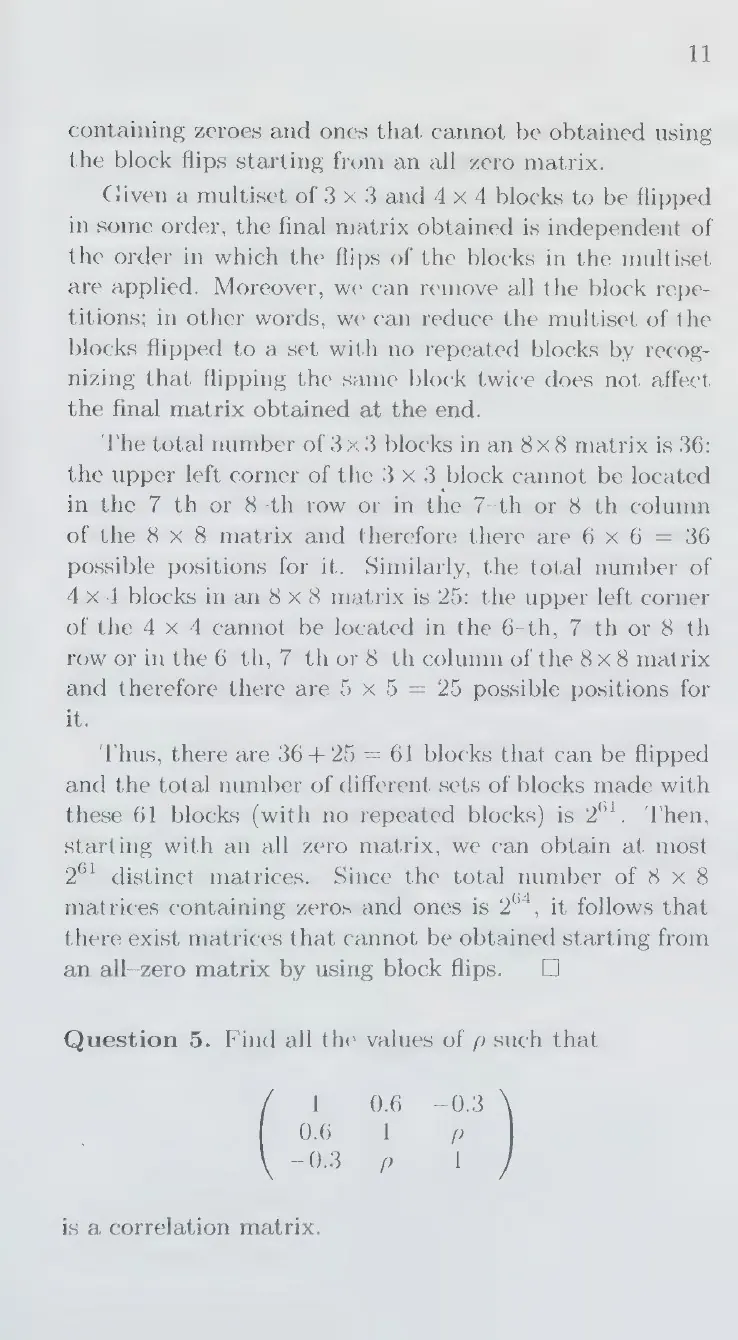 11
containing zeroes and ones that cannot be obtained using
the block flips starting from an all zero matrix.
Given a multiset of 3 × 3 and 4 × 4 blocks to be flipped
in some order, the final matrix obtained is independent of
the order in which the flips of the blocks in the multiset
are applied. Moreover, we can remove all the block repe-
titions; in other words, we can reduce the multiset of the
blocks flipped to a set with no repeated blocks by recog-
nizing that flipping the same block twice does not affect
the final matrix obtained at the end.
The total number of 3×3 blocks in an 8×8 matrix is 36:
the upper left corner of the 3 × 3 block cannot be located
in the 7–th or 8–th row or in the 7–th or 8–th column
of the 8 × 8 matrix and therefore there are 6 × 6 = 36
possible positions for it. Similarly, the total number of
4 × 4 blocks in an 8 × 8 matrix is 25: the upper left corner
of the 4 × 4 cannot be located in the 6–th, 7–th or 8–th
row or in the 6–th, 7–th or 8–th column of the 8×8 matrix
and therefore there are 5 × 5 = 25 possible positions for
it.
Thus, there are 36+25 = 61 blocks that can be flipped
and the total number of different sets of blocks made with
these 61 blocks (with no repeated blocks) is 2⁶¹. Then,
starting with an all zero matrix, we can obtain at most
2⁶¹ distinct matrices. Since the total number of 8 × 8
matrices containing zeros and ones is 2⁶⁴, it follows that
there exist matrices that cannot be obtained starting from
an all–zero matrix by using block flips. □
Question 5. Find all the values of ρ such that
( 1 0.6 −0.3 )
( 0.6 1 ρ )
( −0.3 ρ 1 )
is a correlation matrix.